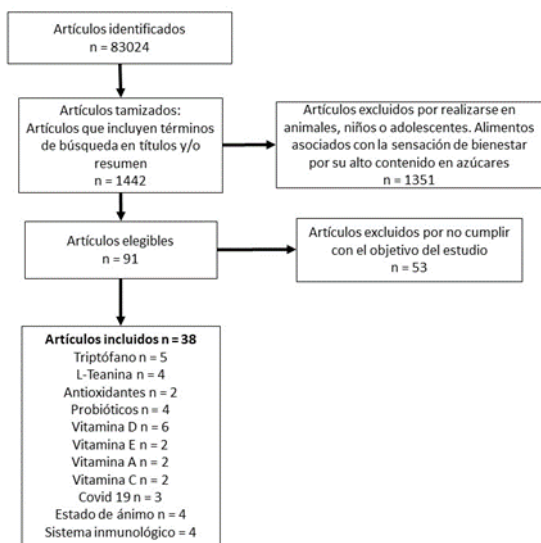 Artículos identificados
n = 83024
Artículos tamizados:
Artículos que incluyen términos
de búsqueda en títulos y/o
resumen
n = 1442
Artículos excluidos por realizarse en
animales, niños o adolescentes. Alimentos
asociados con la sensación de bienestar
por su alto contenido en azúcares
n = 1351
Artículos elegibles
n = 91
Artículos excluidos por no cumplir
con el objetivo del estudio
n = 53
Artículos incluidos n = 38
Triptófano n = 5
L-Teanina n = 4
Antioxidantes n = 2
Probióticos n = 4
Vitamina D n = 6
Vitamina E n = 2
Vitamina A n = 2
Vitamina C n = 2
Covid 19 n = 3
Estado de ánimo n = 4
Sistema inmunológico = 4